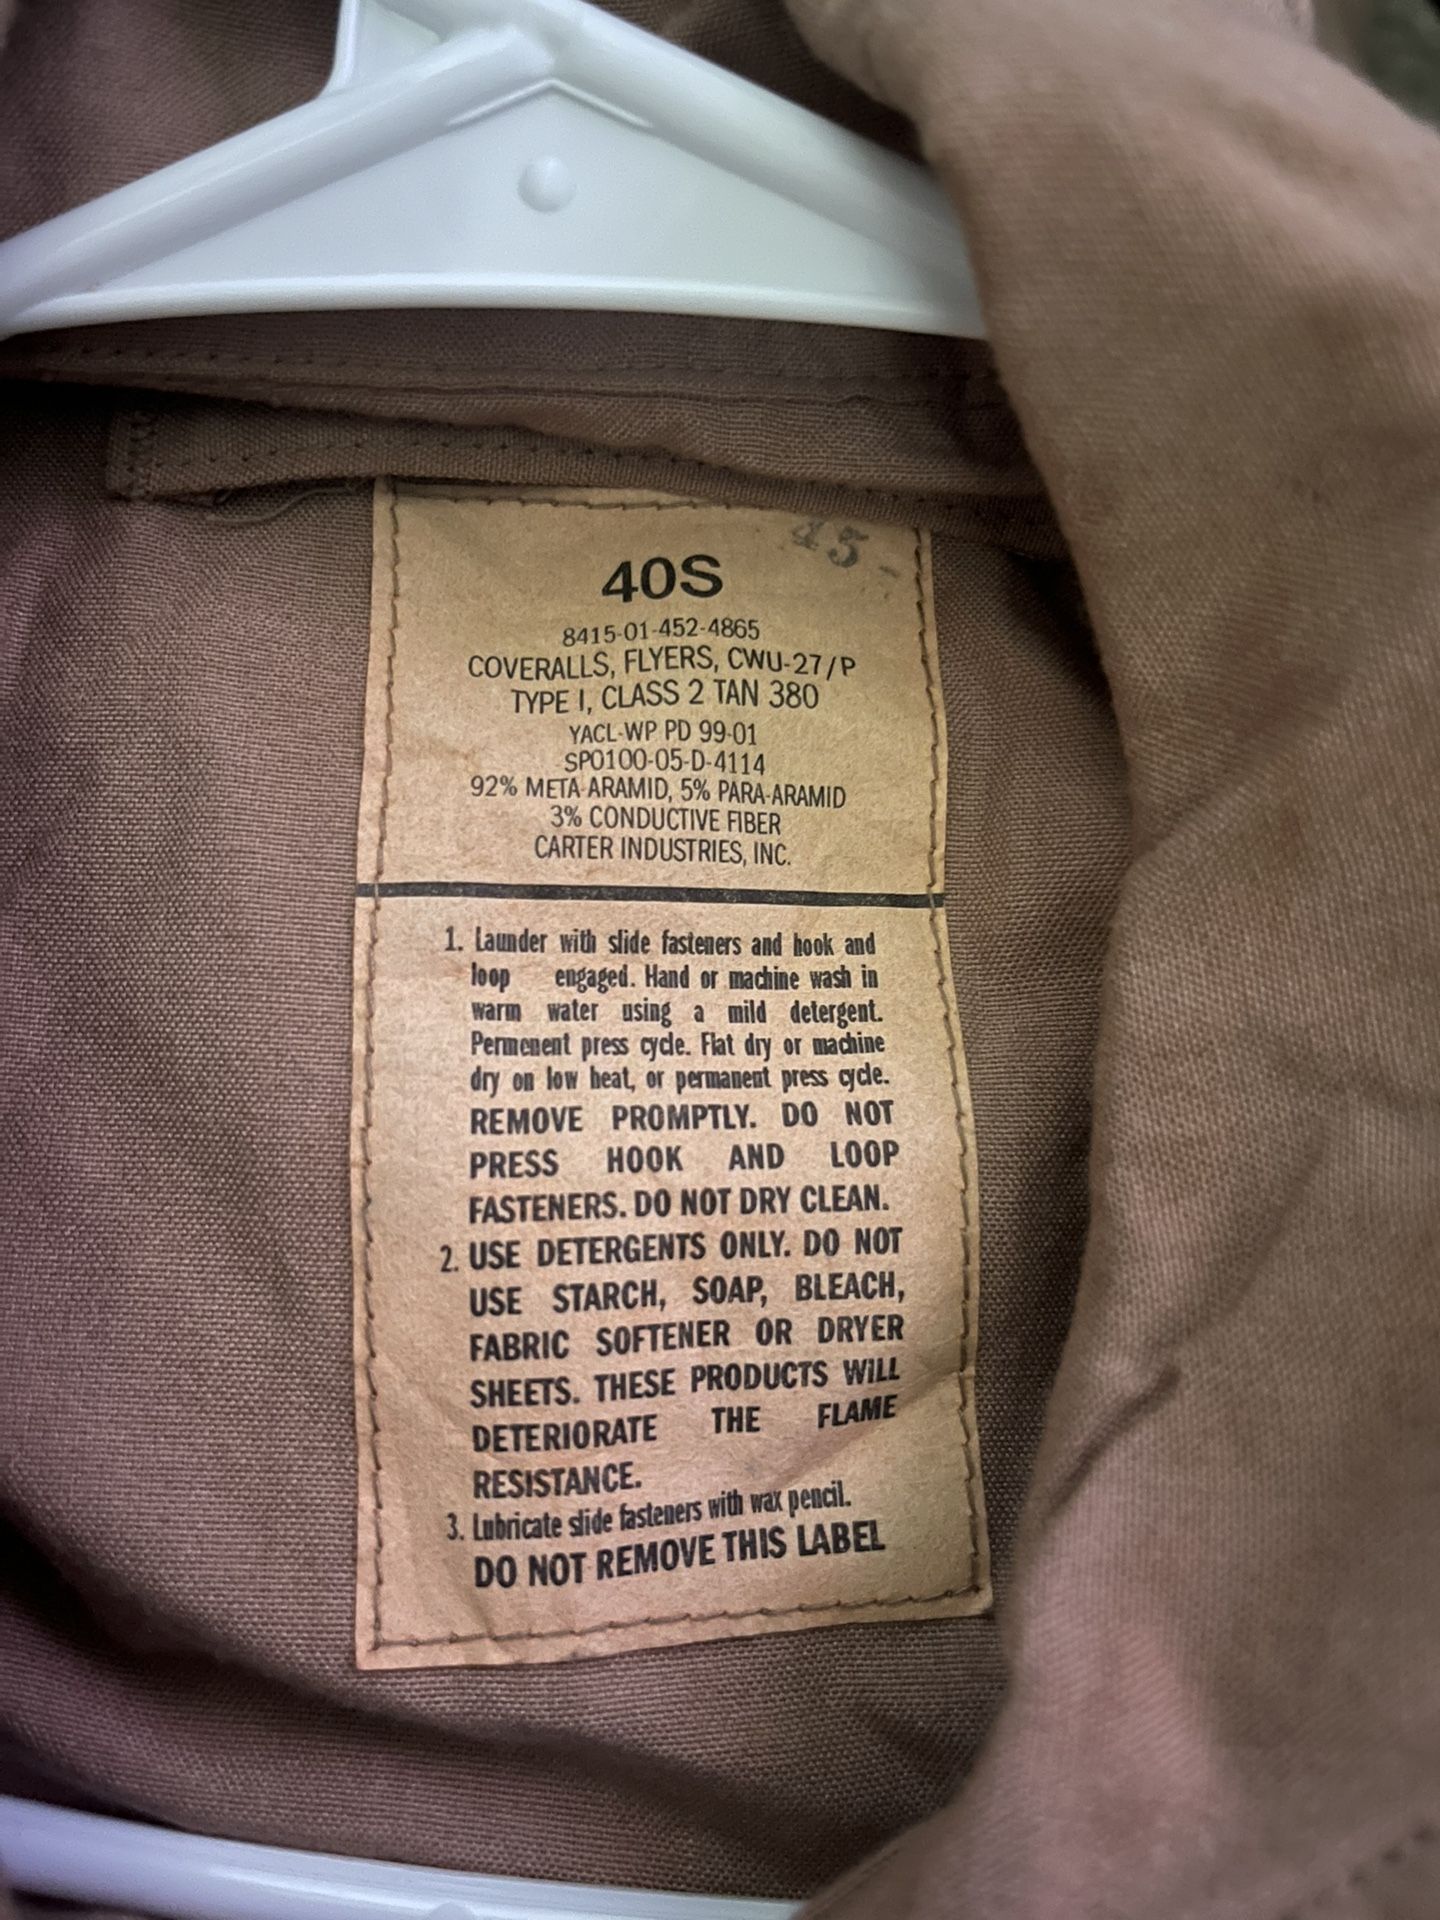 45-
40S
8415-01-452-4865
COVERALLS, FLYERS, CWU-27/P
TYPE I, CLASS 2 TAN 380
YACL-WP PD 99-01
SPO100-05-D-4114
92% META-ARAMID, 5% PARA-ARAMID
3% CONDUCTIVE FIBER
CARTER INDUSTRIES, INC.
1. Launder with slide fasteners and hook and
loop engaged. Hand or machine wash in
warm water using a mild detergent.
Permenent press cycle. Flat dry or machine
dry on low heat, or permanent press cycle.
REMOVE PROMPTLY. DO NOT
PRESS HOOK AND LOOP
FASTENERS. DO NOT DRY CLEAN.
2. USE DETERGENTS ONLY. DO NOT
USE STARCH, SOAP, BLEACH,
FABRIC SOFTENER OR DRYER
SHEETS. THESE PRODUCTS WILL
DETERIORATE THE FLAME
RESISTANCE.
3. Lubricate slide fasteners with wax pencil.
DO NOT REMOVE THIS LABEL